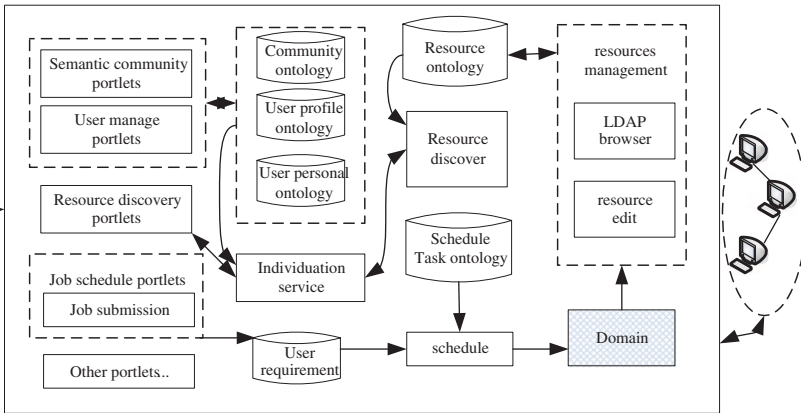 Semantic community
portlets
User manage
portlets
Resource discovery
portlets
Job schedule portlets
Job submission
Other portlets...
Community
ontology
User profile
ontology
User personal
ontology
Individuation
service
User
requirement
Resource
ontology
Resource
discover
Schedule
Task ontology
schedule
resources
management
LDAP
browser
resource
edit
Domain